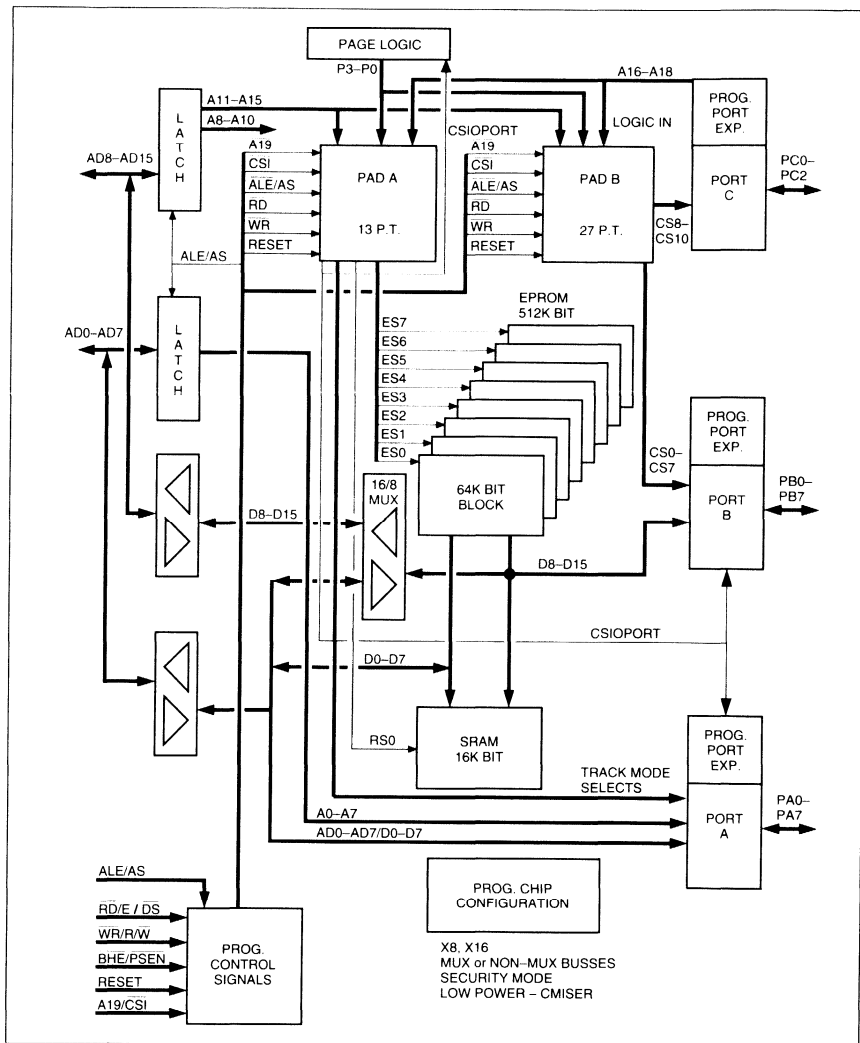 PAGE LOGIC
P3–P0
A16–A18
A11–A15
A8–A10
LATCH
AD8–AD15
CSIOPORT
LOGIC IN
PROG.
PORT
EXP.
PORT
C
PC0–
PC2
A19
CSI
ALE/AS
RD
WR
RESET
PAD A
13 P.T.
A19
CSI
ALE/AS
RD
WR
RESET
PAD B
27 P.T.
CS8–
CS10
ALE/AS
AD0–AD7
LATCH
EPROM
512K BIT
ES7
ES6
ES5
ES4
ES3
ES2
ES1
ES0
64K BIT
BLOCK
16/8
MUX
D8–D15
CS0–
CS7
PROG.
PORT
EXP.
PORT
B
PB0–
PB7
D8–D15
CSIOPORT
D0–D7
RS0
SRAM
16K BIT
TRACK MODE
SELECTS
PROG.
PORT
EXP.
PORT
A
PA0–
PA7
A0–A7
AD0–AD7/D0–D7
ALE/AS
RD/E / DS
WR/R/W
BHE/PSEN
RESET
A19/CSI
PROG.
CONTROL
SIGNALS
PROG. CHIP
CONFIGURATION
X8, X16
MUX or NON–MUX BUSSES
SECURITY MODE
LOW POWER – CMISER